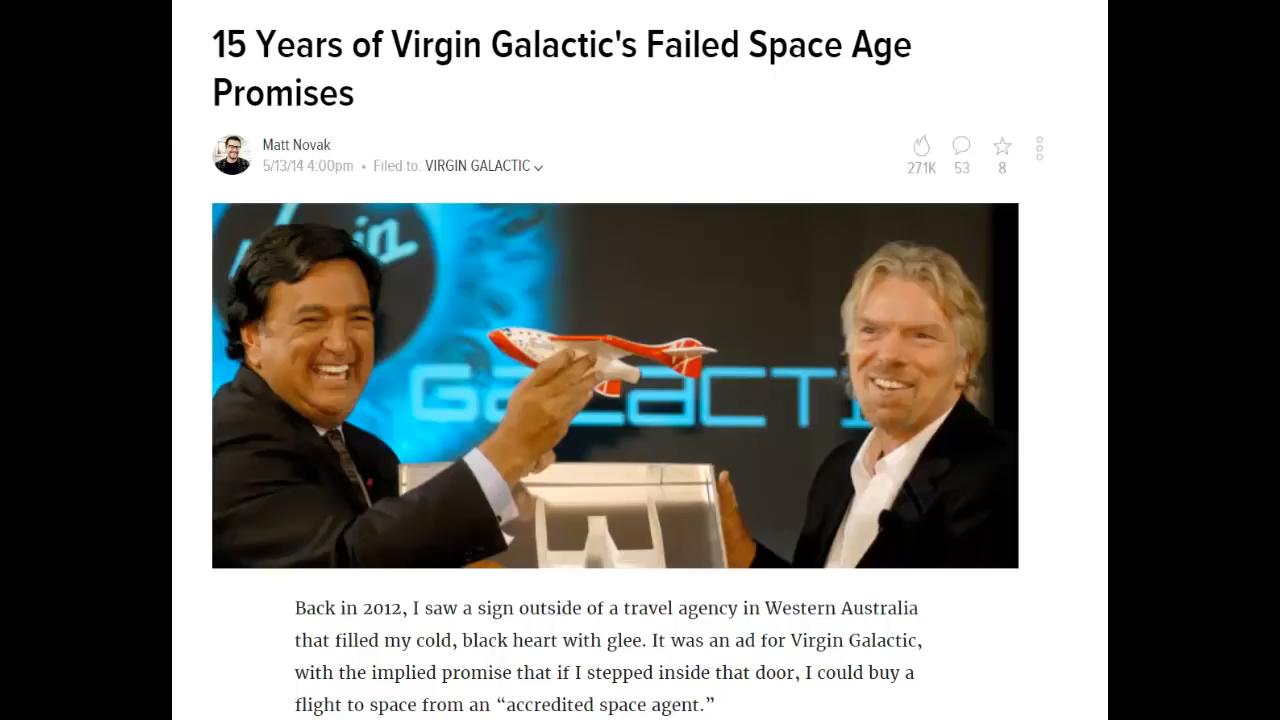 15 Years of Virgin Galactic's Failed Space Age
Promises
Matt Novak
5/13/14 4:00pm • Filed to: VIRGIN GALACTIC
27.1K 53 8
GALACTI
Back in 2012, I saw a sign outside of a travel agency in Western Australia
that filled my cold, black heart with glee. It was an ad for Virgin Galactic,
with the implied promise that if I stepped inside that door, I could buy a
flight to space from an “accredited space agent.”